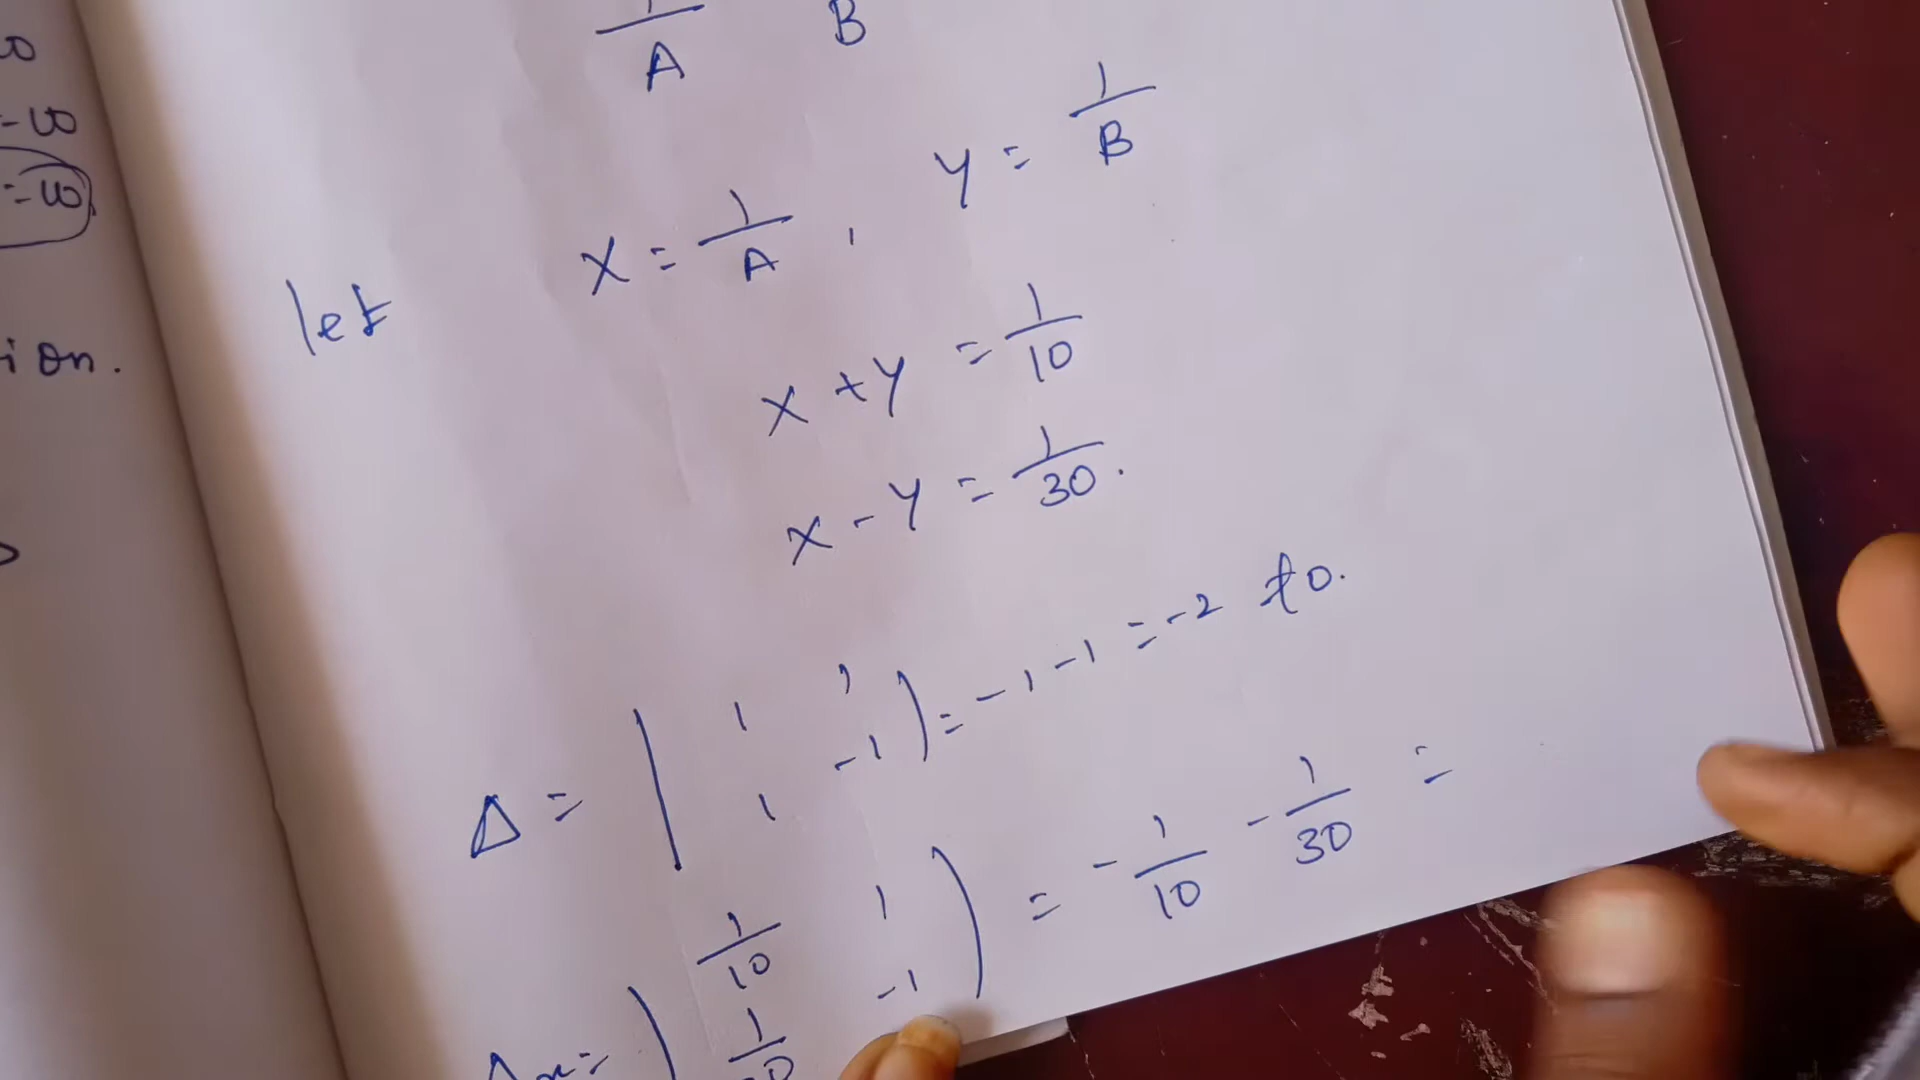 1/A B
let x = 1/A , y = 1/B
x + y = 1/10
x - y = 1/30.
Δ = | 1 1 | = -1 -1 = -2 ≠0.
1 -1
Δx = | 1/10 1 | = -1/10 - 1/30 =
-1
ion.